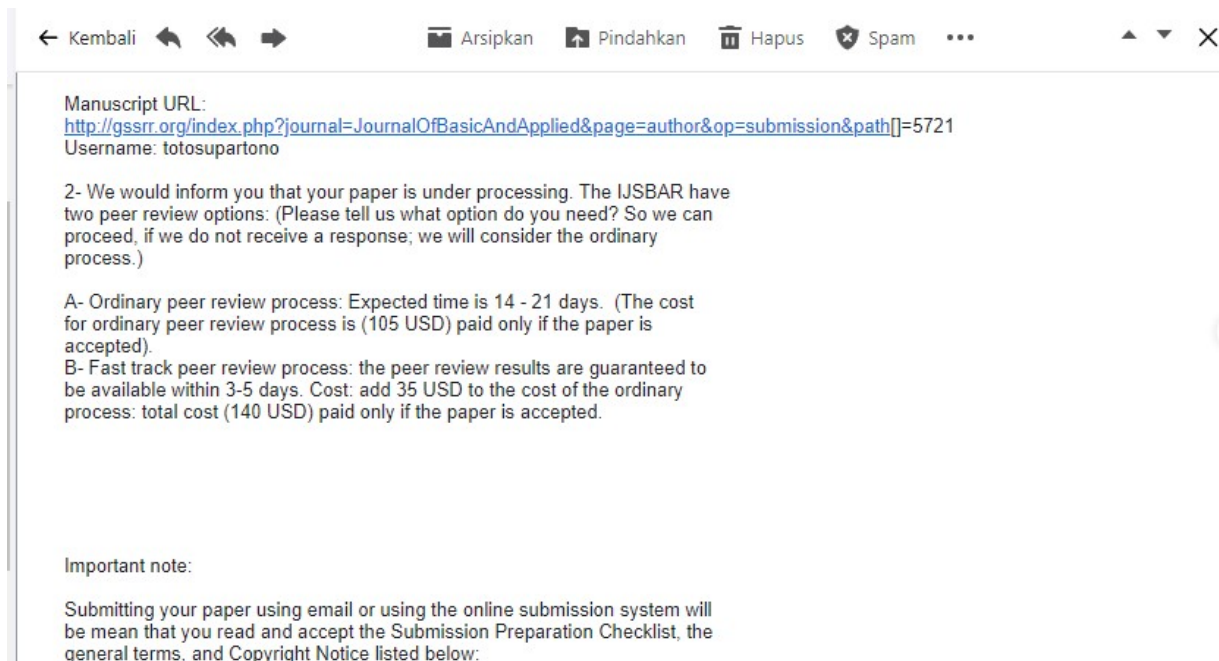 Kembali Arsipkan Pindahkan Hapus Spam
Manuscript URL:
http://gssrr.org/index.php?journal=JournalOfBasicAndApplied&page=author&op=submission&path[]=5721
Username: totosupartono
2- We would inform you that your paper is under processing. The IJSBAR have
two peer review options: (Please tell us what option do you need? So we can
proceed, if we do not receive a response; we will consider the ordinary
process.)
A- Ordinary peer review process: Expected time is 14 - 21 days.  (The cost
for ordinary peer review process is (105 USD) paid only if the paper is
accepted).
B- Fast track peer review process: the peer review results are guaranteed to
be available within 3-5 days. Cost: add 35 USD to the cost of the ordinary
process: total cost (140 USD) paid only if the paper is accepted.
Important note:
Submitting your paper using email or using the online submission system will
be mean that you read and accept the Submission Preparation Checklist, the
general terms, and Copyright Notice listed below: